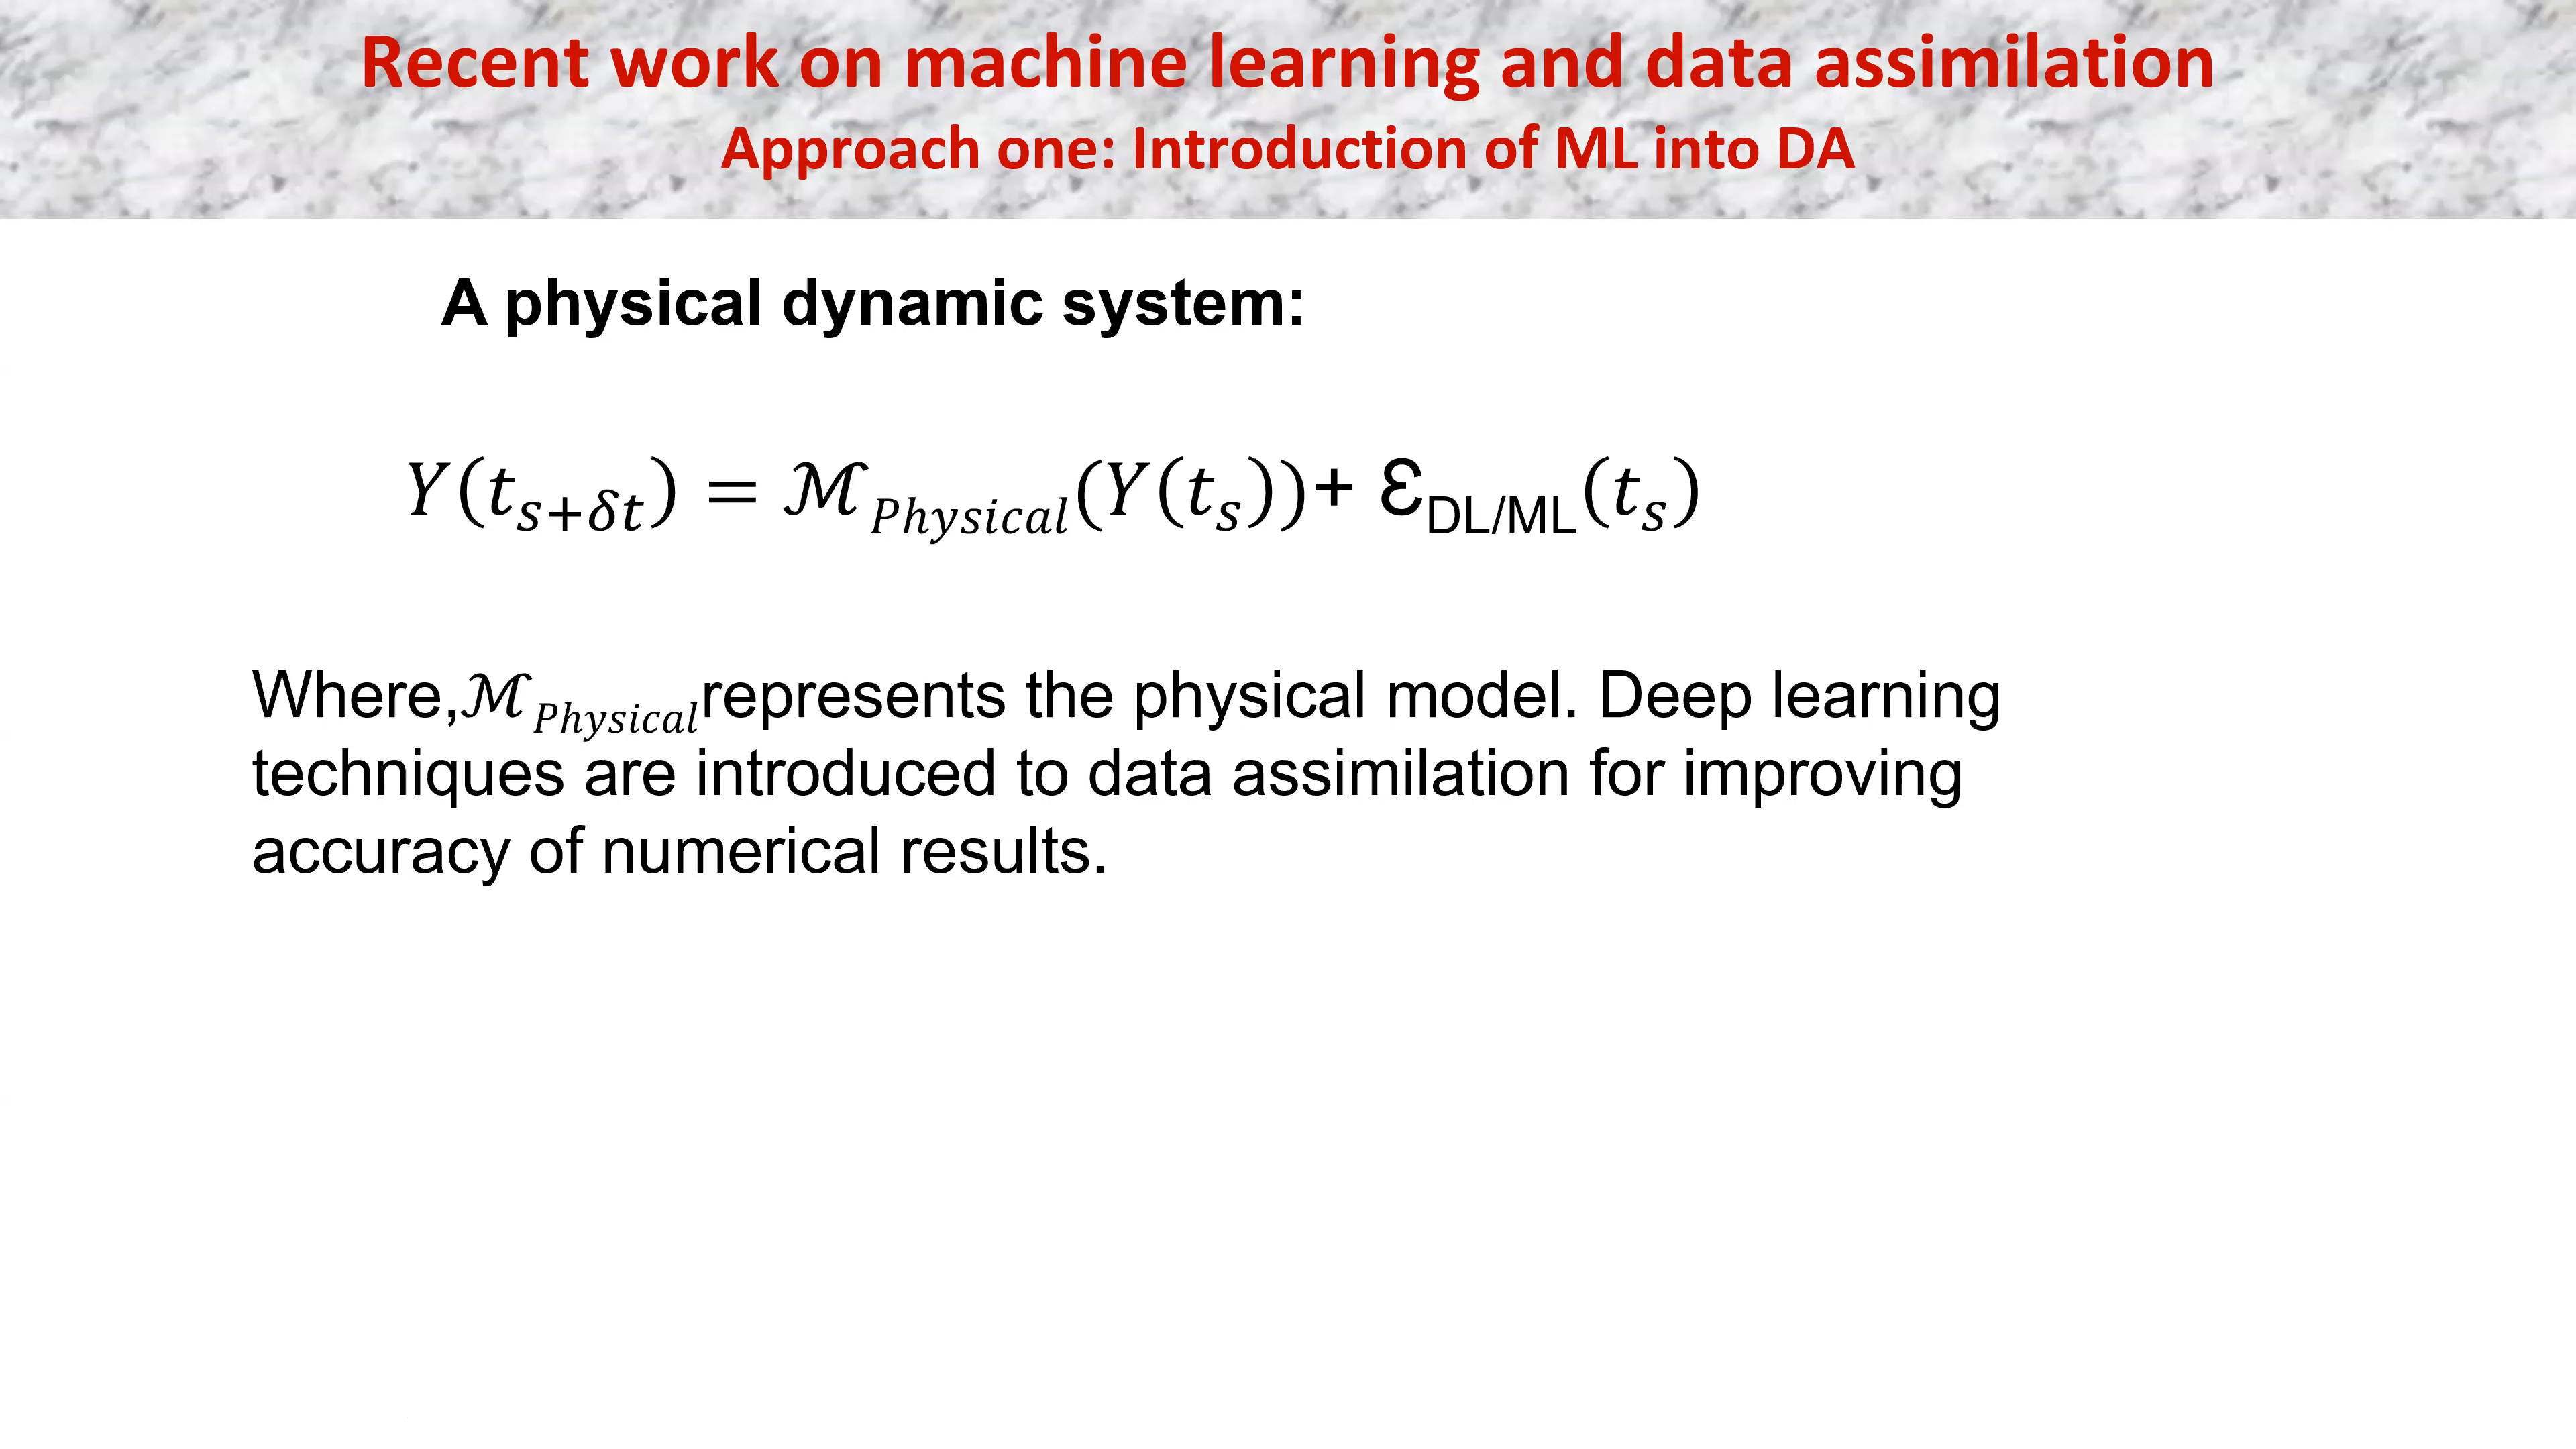 Recent work on machine learning and data assimilation
Approach one: Introduction of ML into DA
A physical dynamic system:
𝑌(𝑡_{𝑠+𝛿𝑡}) = ℳ_{𝑃ℎ𝑦𝑠𝑖𝑐𝑎𝑙}(𝑌(𝑡_𝑠))+ Ɛ_{DL/ML}(𝑡_𝑠)
Where,ℳ_{𝑃ℎ𝑦𝑠𝑖𝑐𝑎𝑙}represents the physical model. Deep learning
techniques are introduced to data assimilation for improving
accuracy of numerical results.